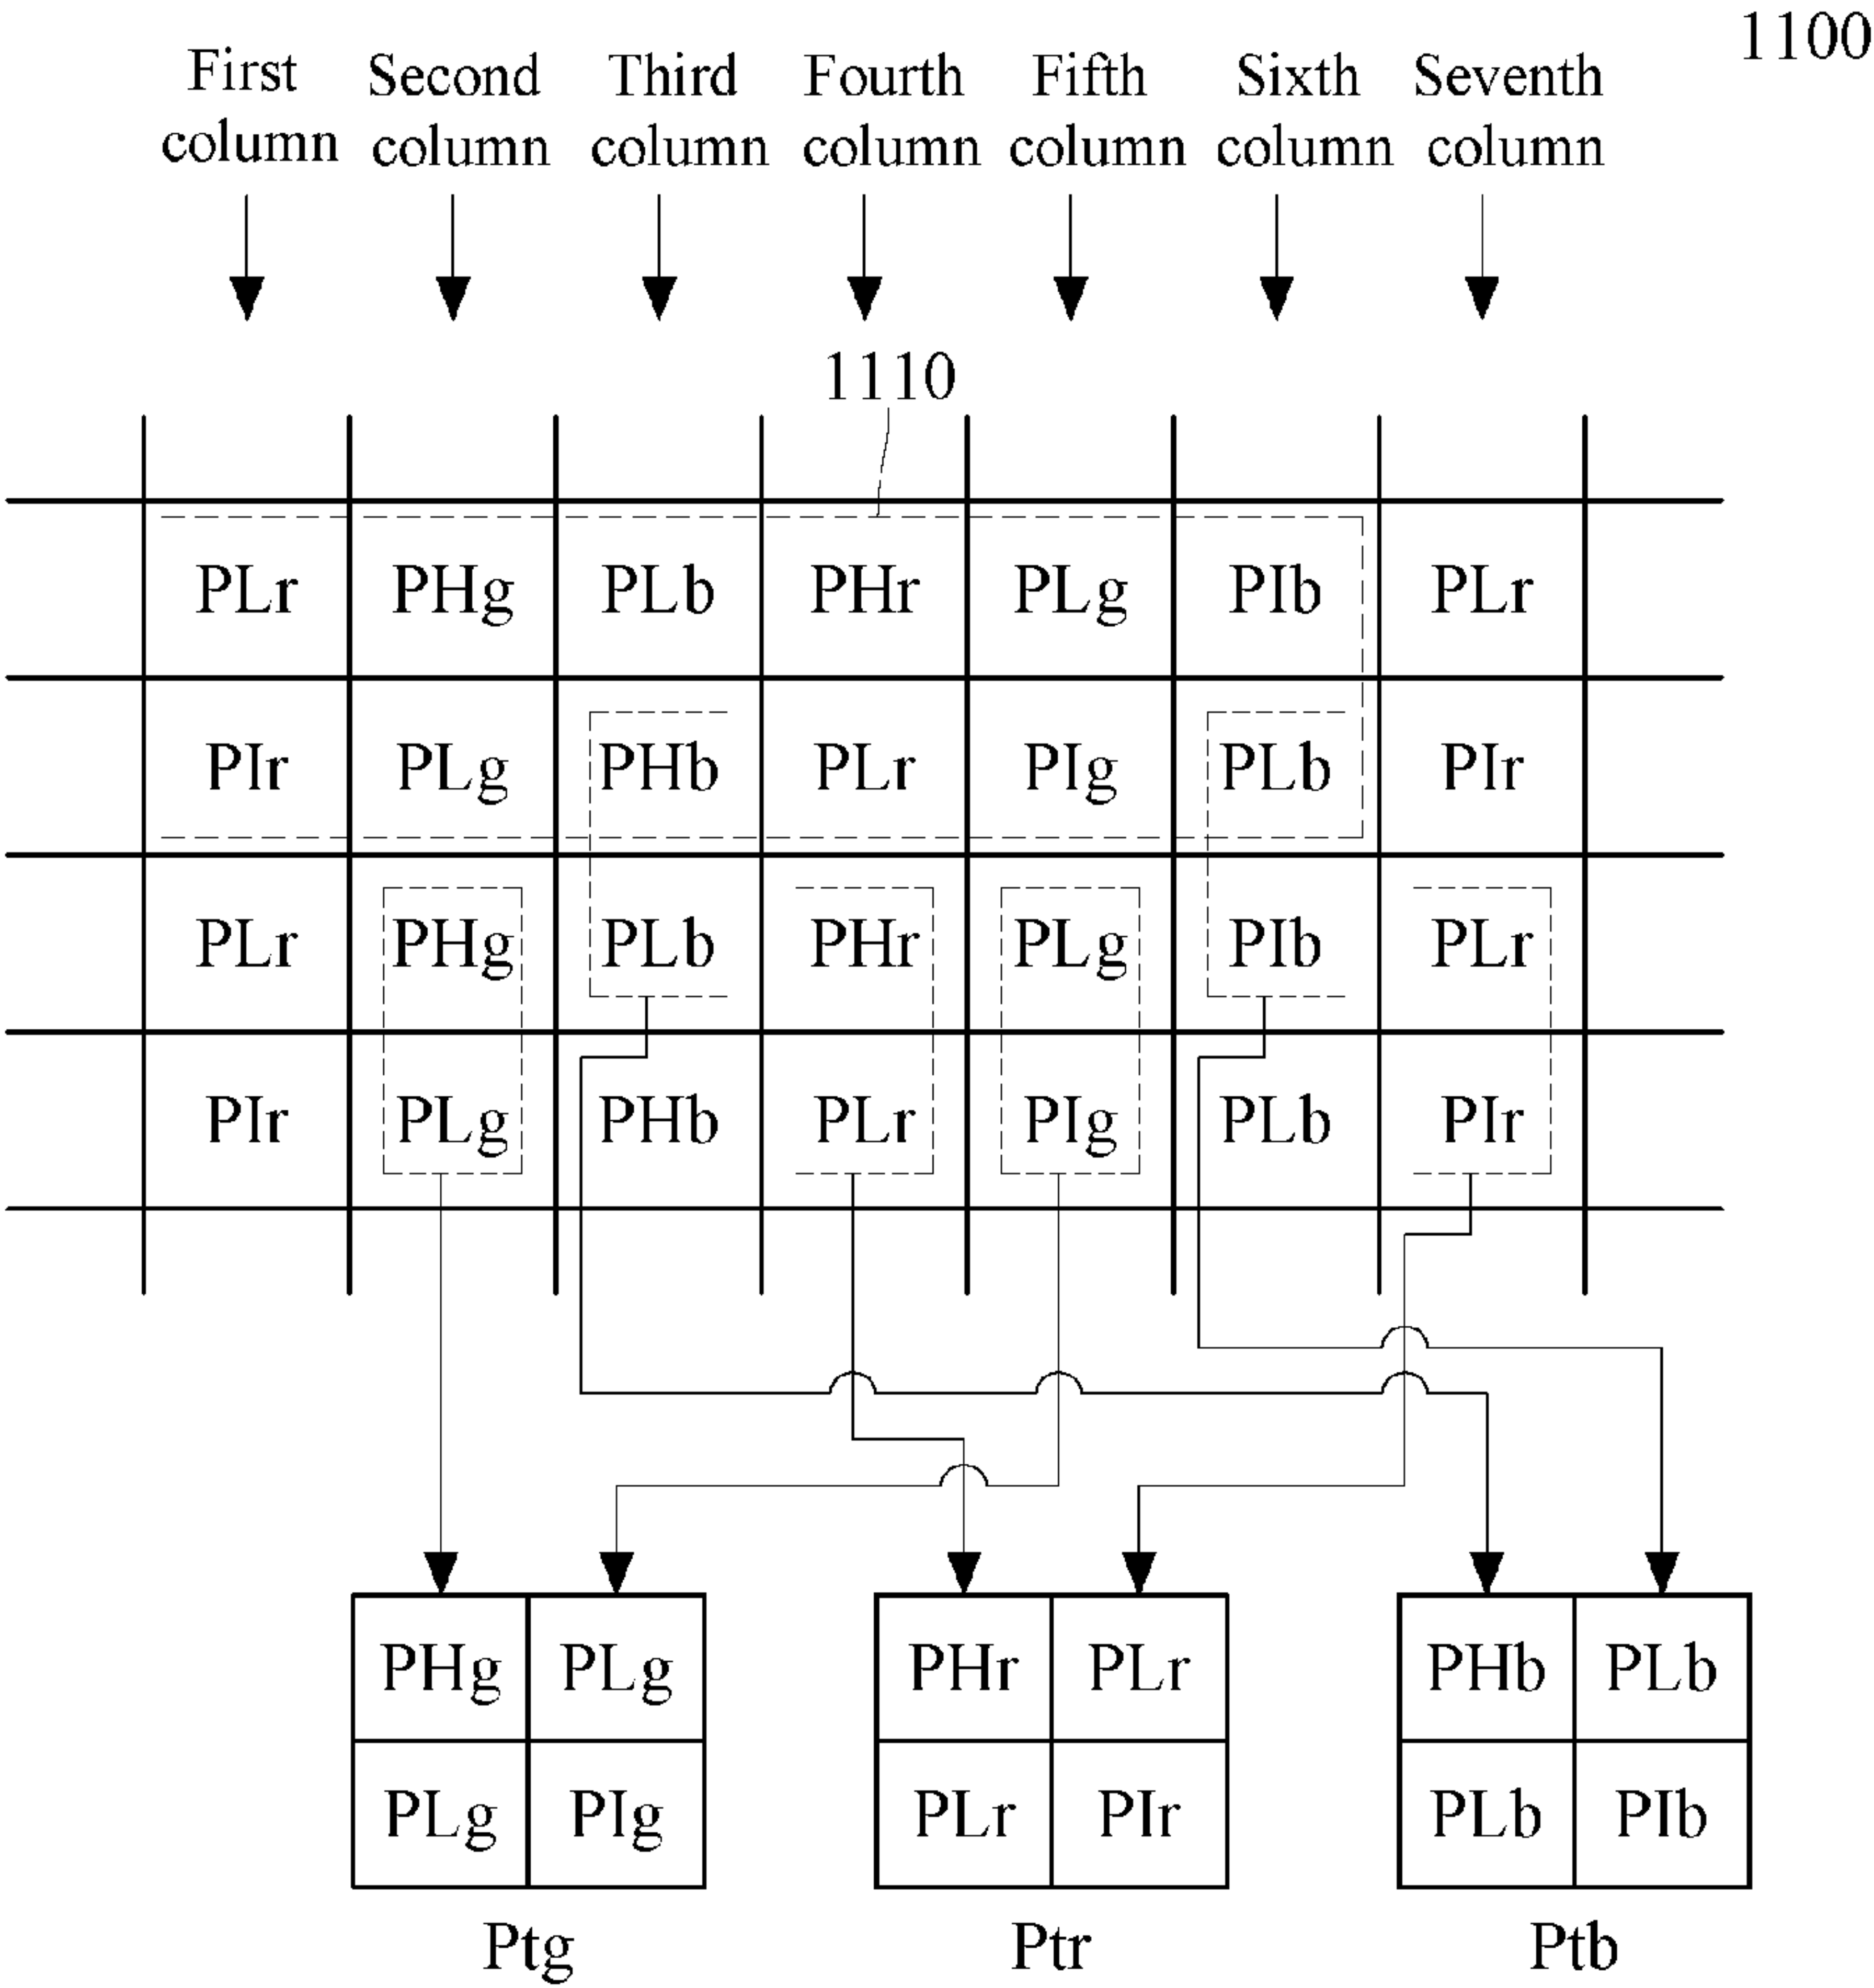 1100
First Second Third Fourth Fifth Sixth Seventh
column column column column column column column
1110
PLr PHg PLb PHr PLg PIb PLr
PIr PLg PHb PLr PIg PLb PIr
PLr PHg PLb PHr PLg PIb PLr
PIr PLg PHb PLr PIg PLb PIr
PHg PLg PHr PLr PHb PLb
PLg PIg PLr PIr PLb PIb
Ptg Ptr Ptb